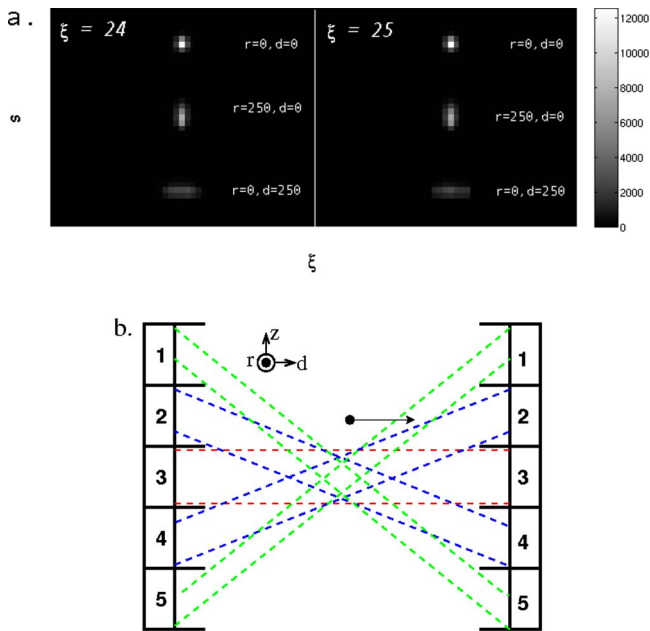 a.
ξ = 24
ξ = 25
r=0,d=0
r=0,d=0
r=250,d=0
r=250,d=0
r=0,d=250
r=0,d=250
s
ξ
12000
10000
8000
6000
4000
2000
0
b.
z
r
d
1
1
2
2
3
3
4
4
5
5